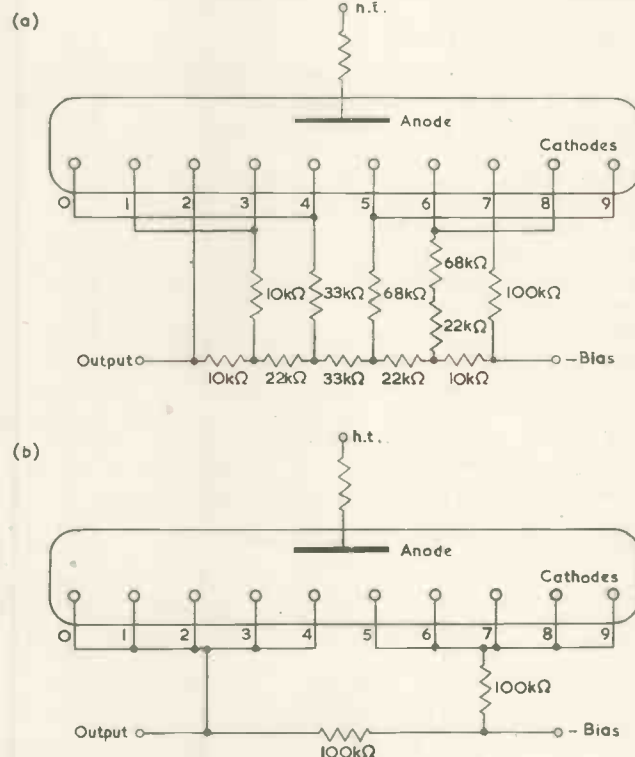 (a)
h.t.
Anode
Cathodes
0 1 2 3 4 5 6 7 8 9
68kΩ
10kΩ 33kΩ 68kΩ 100kΩ
22kΩ
Output -Bias
10kΩ 22kΩ 33kΩ 22kΩ 10kΩ
(b)
h.t.
Anode
Cathodes
0 1 2 3 4 5 6 7 8 9
100kΩ
Output -Bias
100kΩ